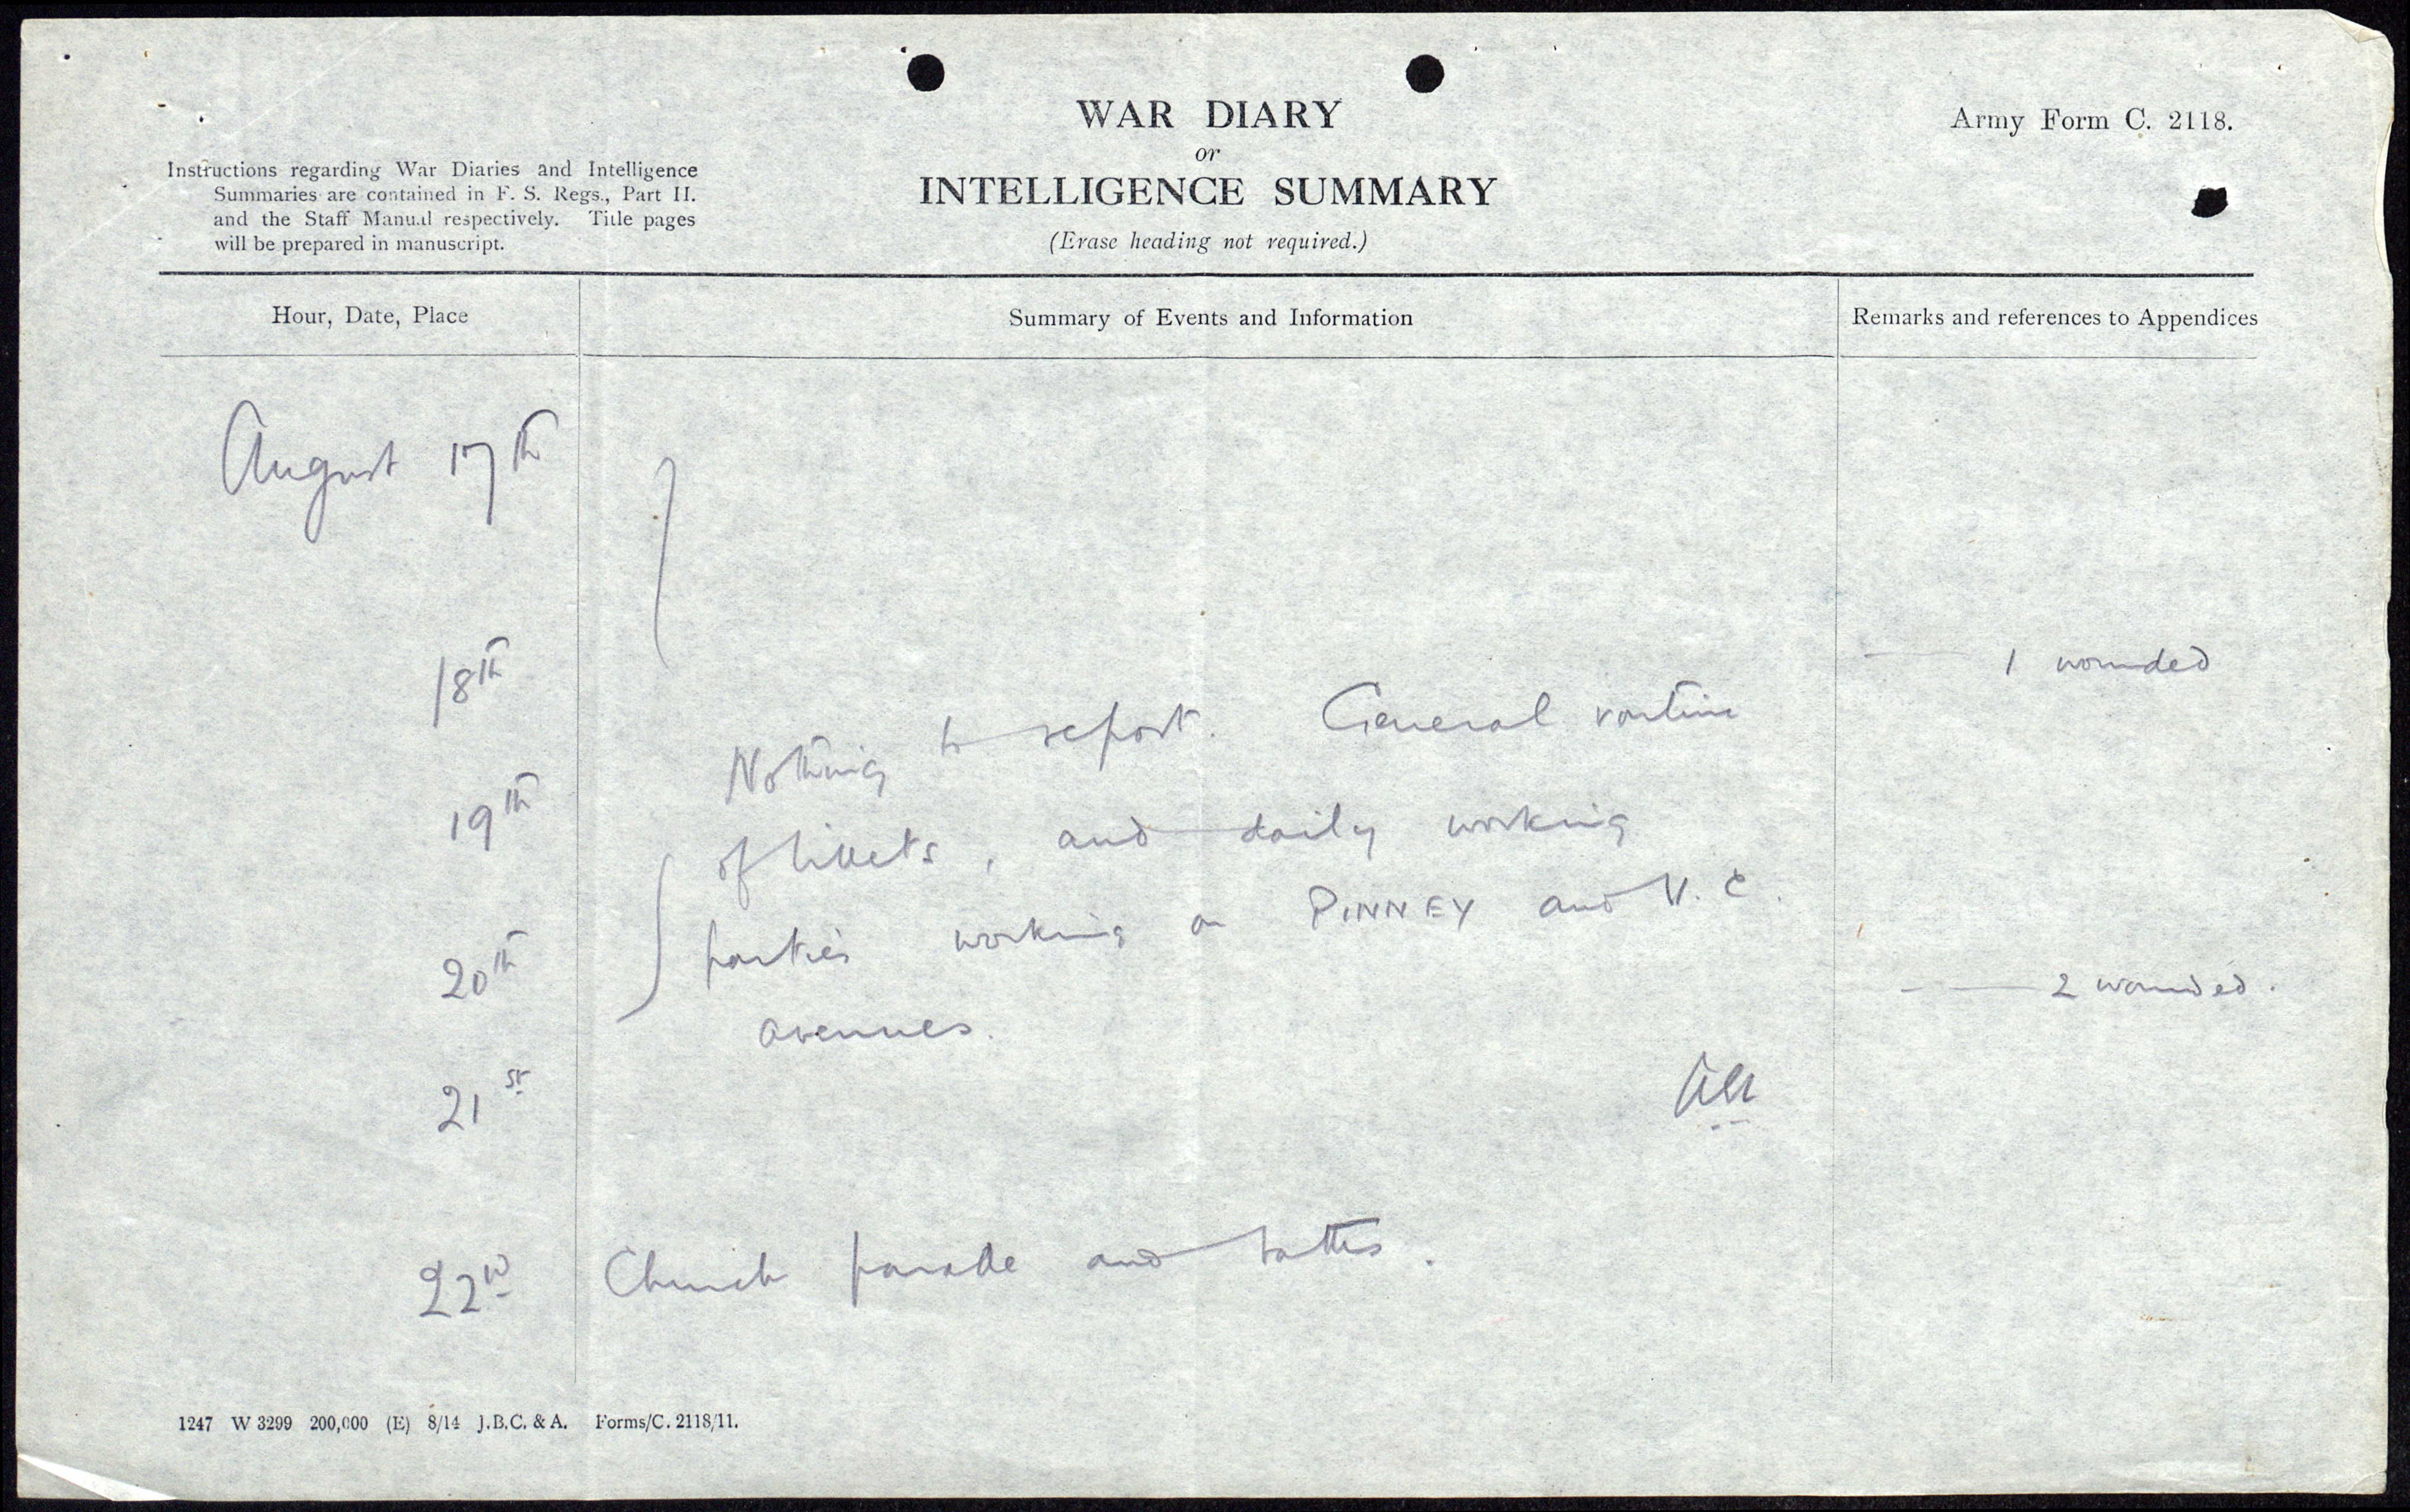 WAR DIARY
or
INTELLIGENCE SUMMARY
(Erase heading not required.)
Army Form C. 2118.
Instructions regarding War Diaries and Intelligence
Summaries are contained in F. S. Regs., Part II.
and the Staff Manual respectively. Title pages
will be prepared in manuscript.
Hour, Date, Place
Summary of Events and Information
Remarks and references to Appendices
August 17th
18th
1 wounded
19th
Nothing to report. General routine
of billets, and daily working
parties working on PINNEY and V.C.
avenues.
20th
2 wounded.
21st
22nd
Church parade and baths.
1247 W 3299 200,000 (E) 8/14 J.B.C. & A. Forms/C. 2118/11.